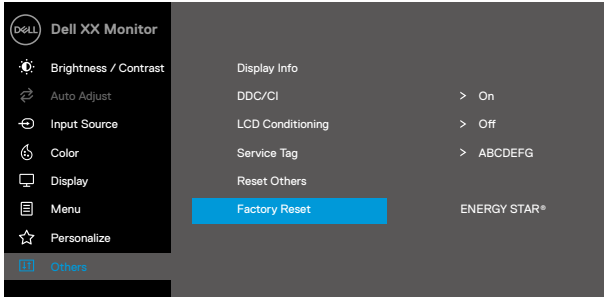 DELL Dell XX Monitor
Brightness / Contrast Display Info
Auto Adjust DDC/CI > On
Input Source LCD Conditioning > Off
Color Service Tag > ABCDEFG
Display Reset Others
Menu Factory Reset ENERGY STAR®
Personalize
Others